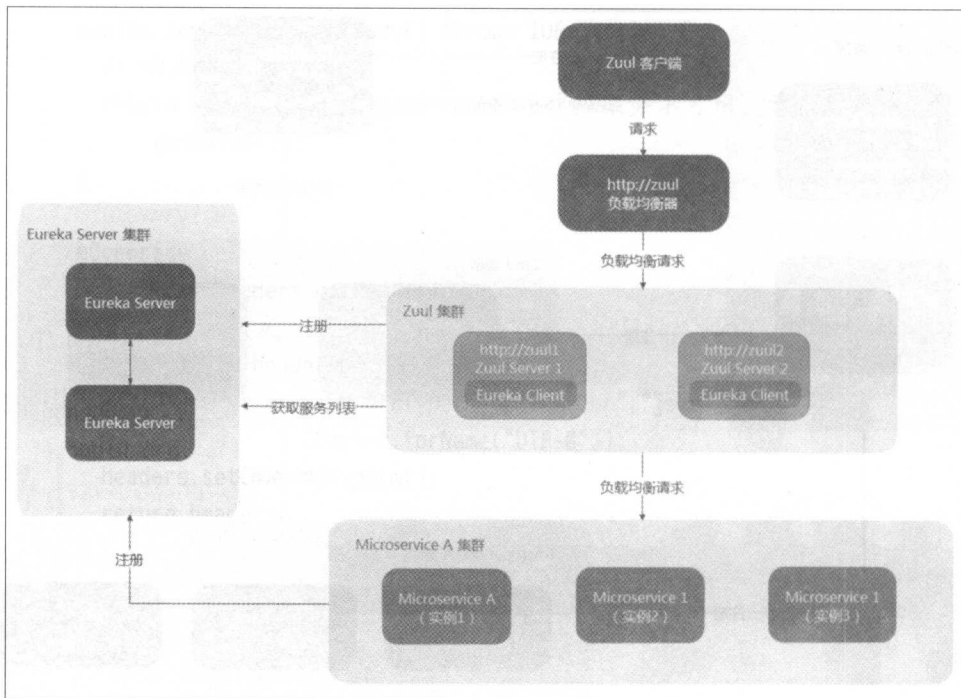 Zuul 客户端
请求
http://zuul
负载均衡器
负载均衡请求
Eureka Server 集群
Eureka Server
Eureka Server
注册
获取服务列表
Zuul 集群
http://zuul1
Zuul Server 1
Eureka Client
http://zuul2
Zuul Server 2
Eureka Client
负载均衡请求
注册
Microservice A 集群
Microservice A
（实例1）
Microservice 1
（实例2）
Microservice 1
（实例3）